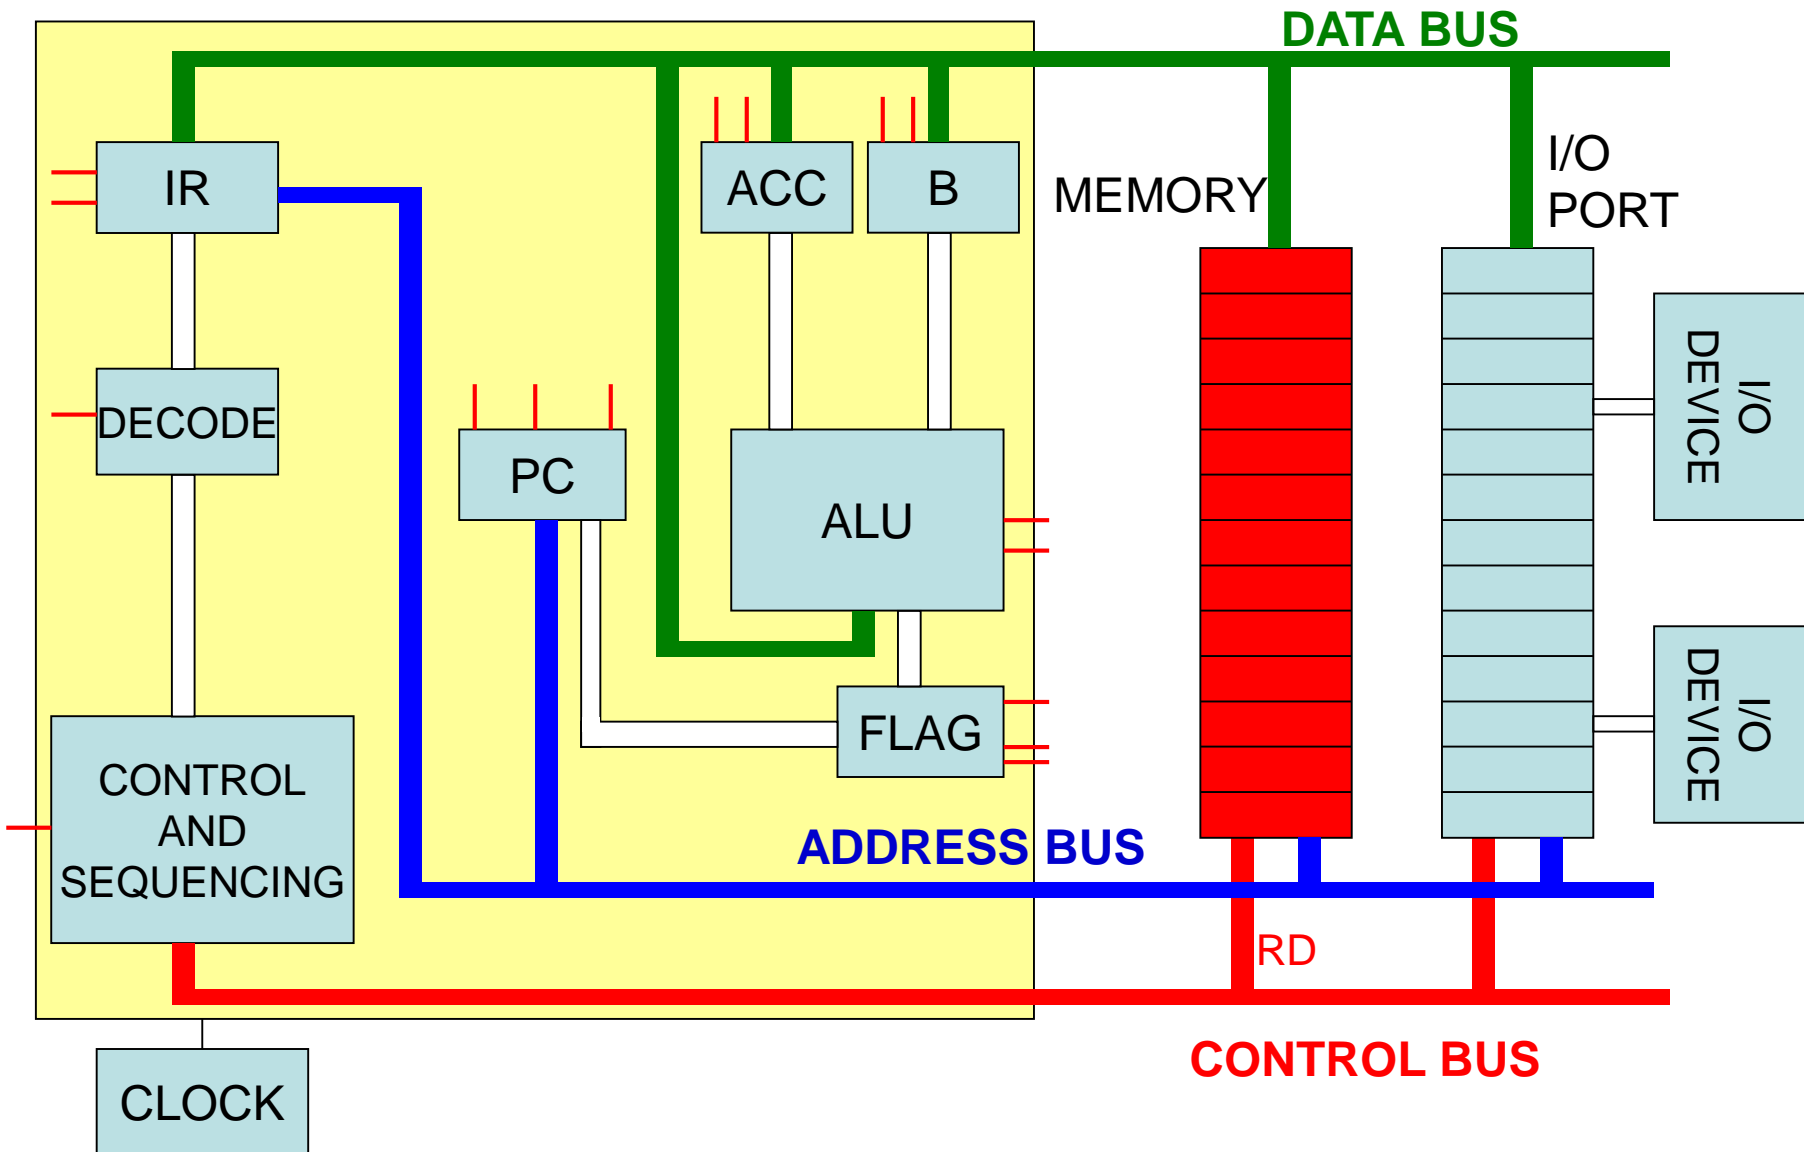 DATA BUS
I/O
PORT
IR
ACC
B
MEMORY
I/O
DEVICE
DECODE
PC
ALU
I/O
DEVICE
FLAG
CONTROL
AND
SEQUENCING
ADDRESS BUS
RD
CONTROL BUS
CLOCK